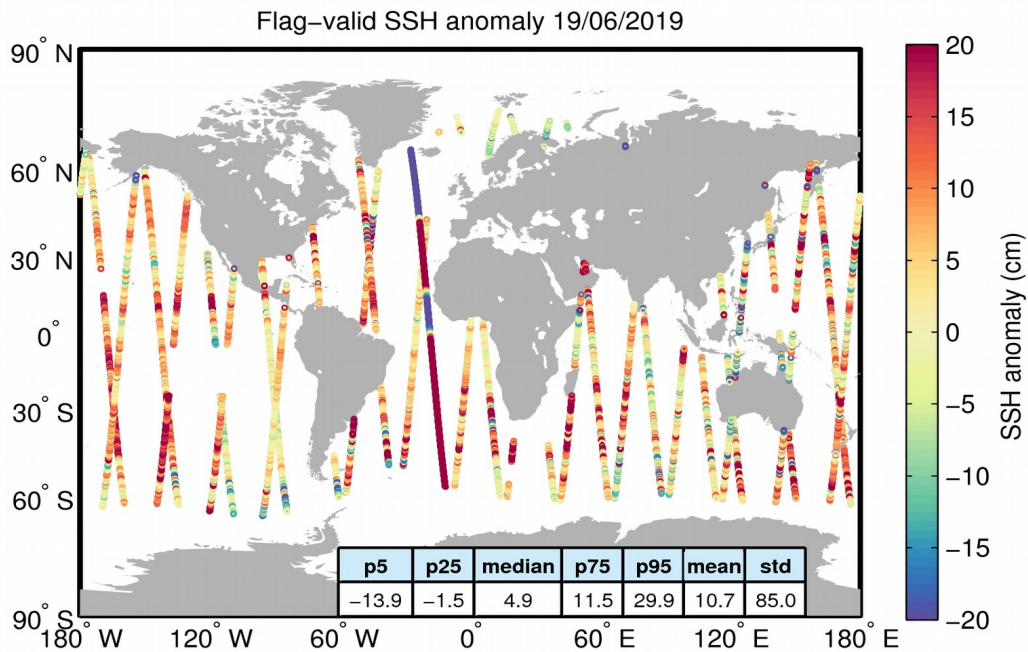 Flag−valid SSH anomaly 19/06/2019
90° N
60° N
30° N
0°
30° S
60° S
90° S
180° W
120° W
60° W
0°
60° E
120° E
180° E
p5 p25 median p75 p95 mean std
−13.9 −1.5 4.9 11.5 29.9 10.7 85.0
20
15
10
5
0
−5
−10
−15
−20
SSH anomaly (cm)